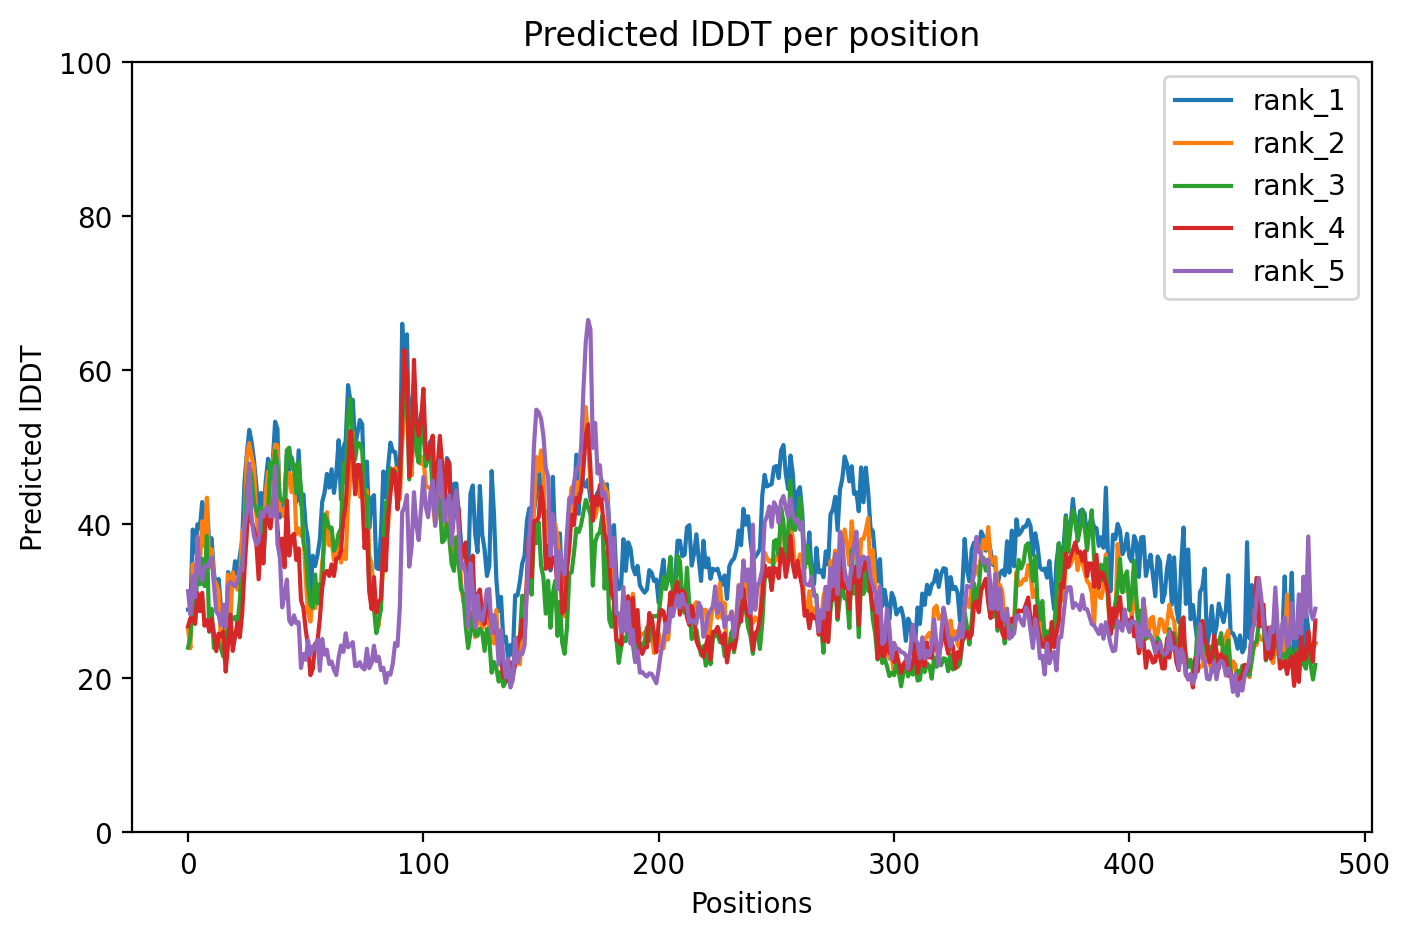 Predicted lDDT per position
Predicted lDDT
100
80
60
40
20
0
rank_1
rank_2
rank_3
rank_4
rank_5
0 100 200 300 400 500
Positions